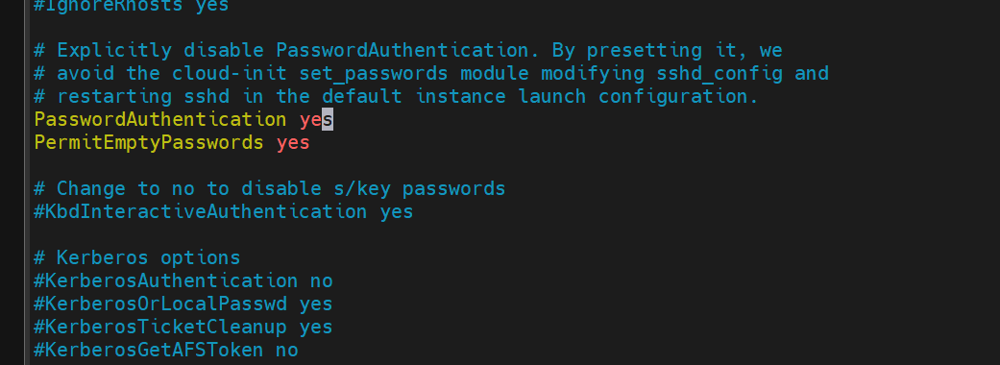 #IgnoreRhosts yes
# Explicitly disable PasswordAuthentication. By presetting it, we
# avoid the cloud-init set_passwords module modifying sshd_config and
# restarting sshd in the default instance launch configuration.
PasswordAuthentication yes
PermitEmptyPasswords yes
# Change to no to disable s/key passwords
#KbdInteractiveAuthentication yes
# Kerberos options
#KerberosAuthentication no
#KerberosOrLocalPasswd yes
#KerberosTicketCleanup yes
#KerberosGetAFSToken no